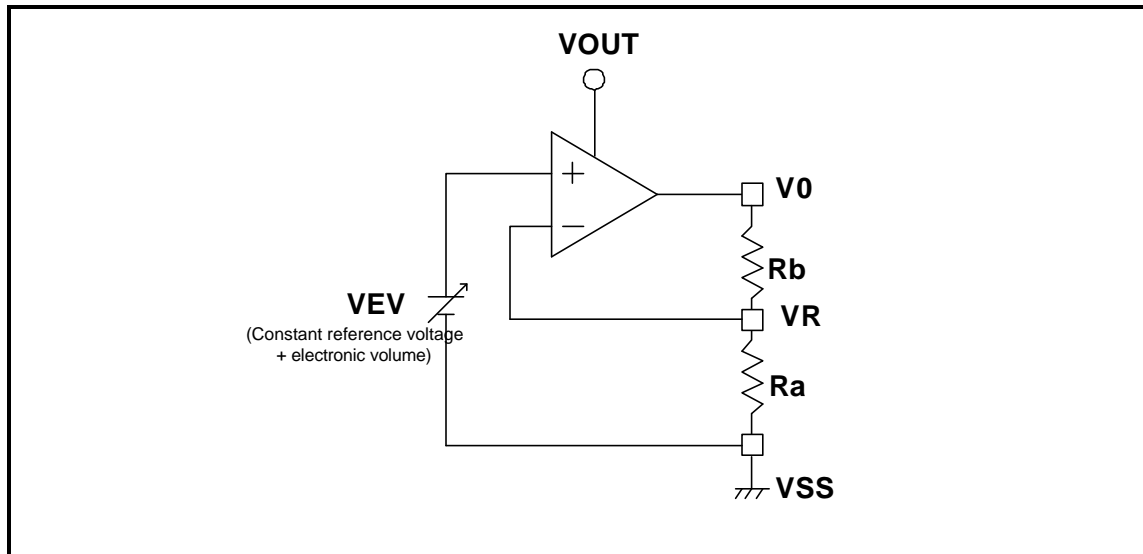 VOUT
+
V0
−
Rb
VEV
(Constant reference voltage
+ electronic volume)
VR
Ra
VSS